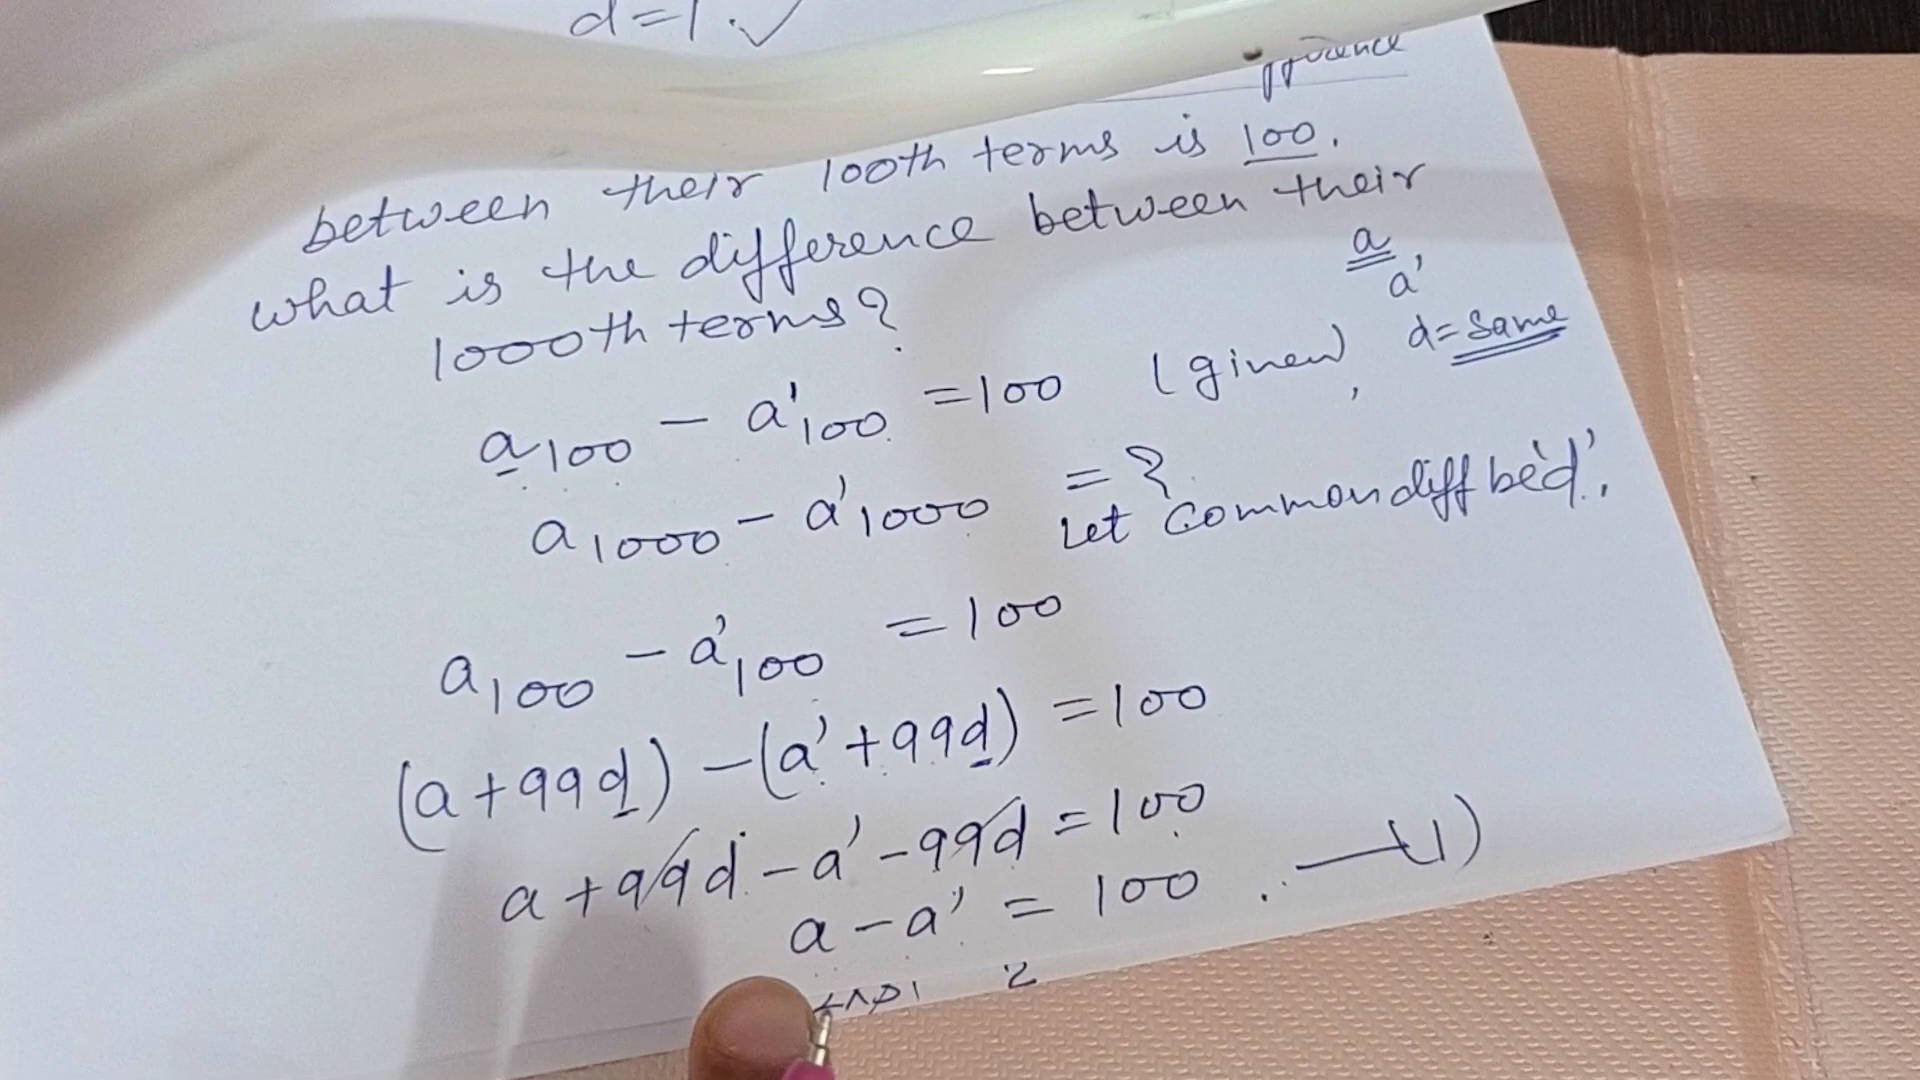 d=1 ✓
between their 100th terms is 100.
what is the difference between their
1000th terms?
a
a'
d=Same
a100 - a'100 = 100 (given),
a1000 - a'1000 = ?
Let common diff be 'd'.
a100 - a'100 = 100
(a+99d) - (a'+99d) = 100
a+99d - a' - 99d = 100
a - a' = 100. —(1)